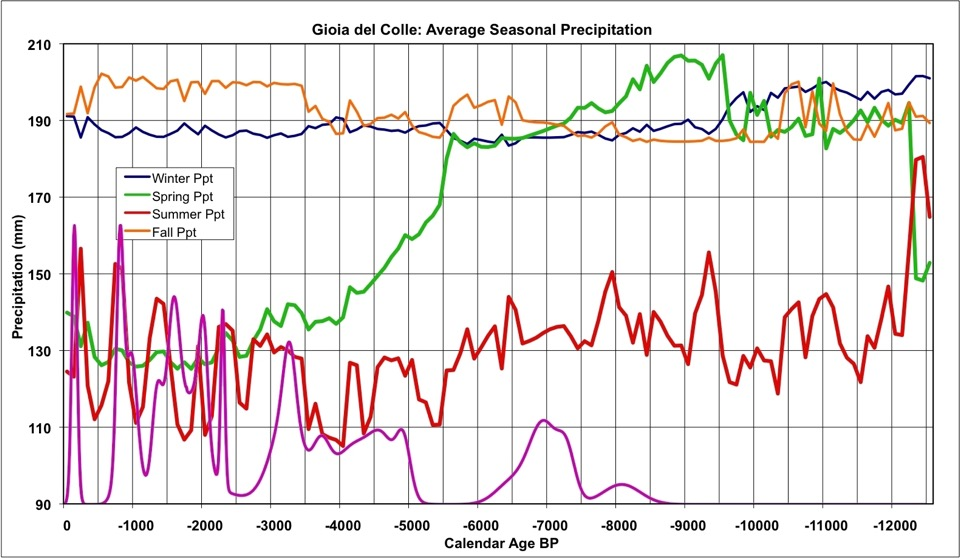 Gioia del Colle: Average Seasonal Precipitation
210
190
170
150
130
110
90
Precipitation (mm)
Winter Ppt
Spring Ppt
Summer Ppt
Fall Ppt
0 -1000 -2000 -3000 -4000 -5000 -6000 -7000 -8000 -9000 -10000 -11000 -12000
Calendar Age BP